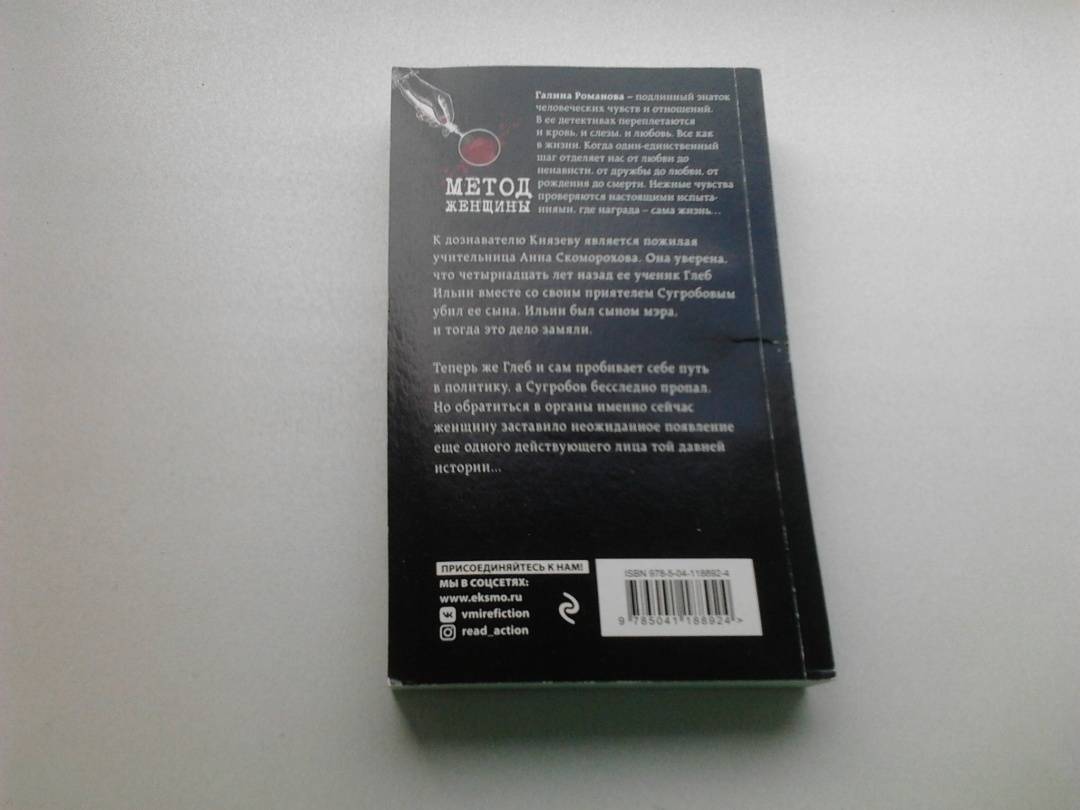 Галина Романова – подлинный знаток
человеческих чувств и отношений.
В ее детективах переплетаются
и кровь, и слезы, и любовь. Все как
в жизни. Когда один-единственный
шаг отделяет нас от любви до
ненависти, от дружбы до любви, от
рождения до смерти. Нежные чувства
проверяются настоящими испыта-
ниями, где награда – сама жизнь...
МЕТОД
ЖЕНЩИНЫ
К дознавателю Князеву является пожилая
учительница Анна Скоморохова. Она уверена,
что четырнадцать лет назад ее ученик Глеб
Ильин вместе со своим приятелем Сугробовым
убил ее сына. Ильин был сыном мэра,
и тогда это дело замяли.
Теперь же Глеб и сам пробивает себе путь
в политику, а Сугробов бесследно пропал.
Но обратиться в органы именно сейчас
женщину заставило неожиданное появление
еще одного действующего лица той давней
истории...
ПРИСОЕДИНЯЙТЕСЬ К НАМ!
МЫ В СОЦСЕТЯХ:
www.eksmo.ru
vmirefiction
read_action
ISBN 978-5-04-118892-4
9 785041 188924 >